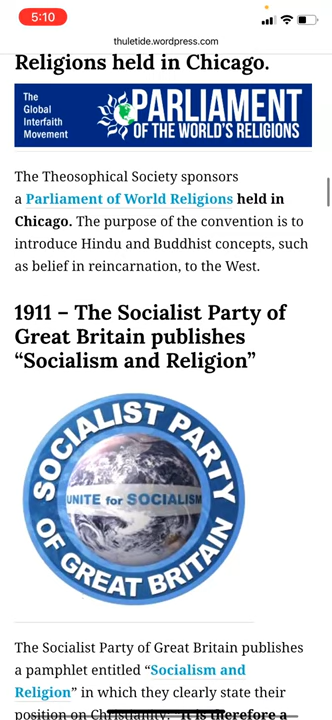 5:10
thuletide.wordpress.com
Religions held in Chicago.
The
Global
Interfaith
Movement
PARLIAMENT
OF THE WORLD'S RELIGIONS
The Theosophical Society sponsors
a Parliament of World Religions held in
Chicago. The purpose of the convention is to
introduce Hindu and Buddhist concepts, such
as belief in reincarnation, to the West.
1911 – The Socialist Party of
Great Britain publishes
“Socialism and Religion”
SOCIALIST PARTY
UNITE for SOCIALISM
OF GREAT BRITAIN
The Socialist Party of Great Britain publishes
a pamphlet entitled “Socialism and
Religion” in which they clearly state their
position on Christianity: “It is therefore a